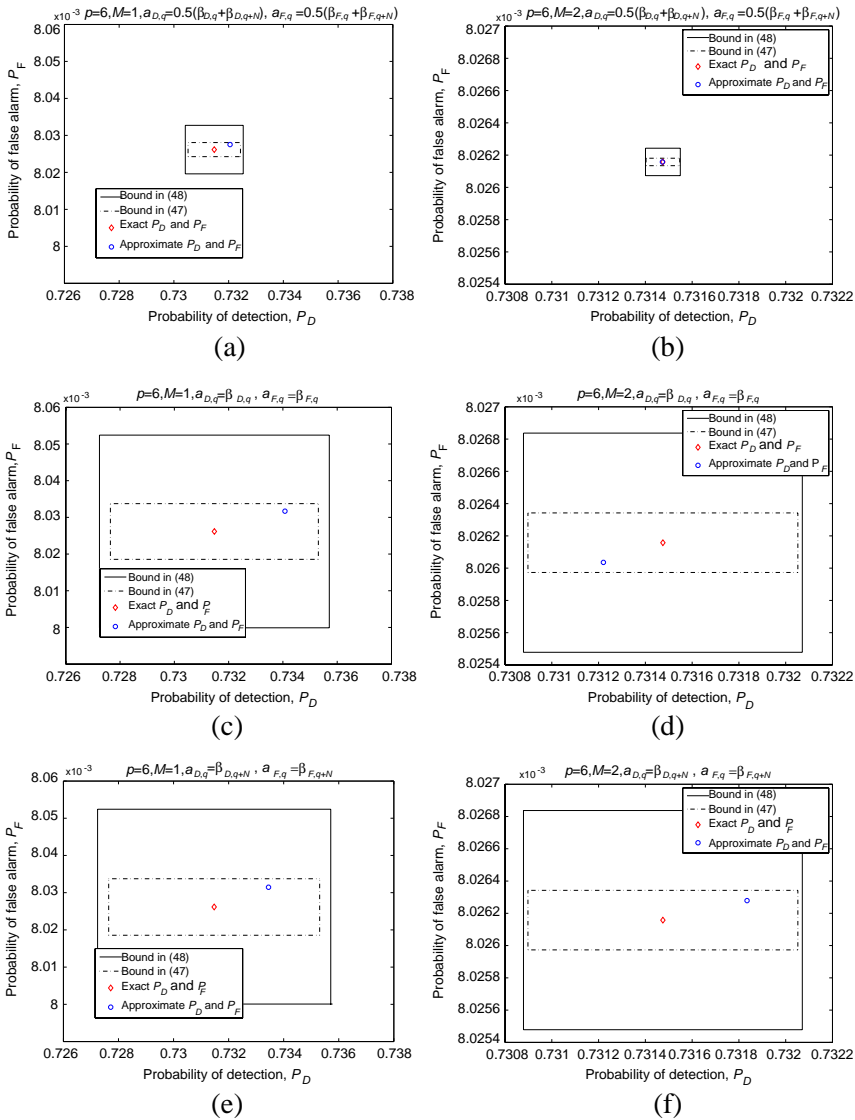 x10⁻³ p=6,M=1,a_{D,q}=0.5(β_{D,q}+β_{D,q+N}), a_{F,q}=0.5(β_{F,q}+β_{F,q+N})
8.06
8.05
8.04
8.03
8.02
8.01
8
Probability of false alarm, P_F
Bound in (48)
Bound in (47)
Exact P_D and P_F
Approximate P_D and P_F
0.726 0.728 0.73 0.732 0.734 0.736 0.738
Probability of detection, P_D
(a)
x10⁻³ p=6,M=2,a_{D,q}=0.5(β_{D,q}+β_{D,q+N}), a_{F,q}=0.5(β_{F,q}+β_{F,q+N})
8.027
8.0268
8.0266
8.0264
8.0262
8.026
8.0258
8.0256
8.0254
Probability of false alarm, P_F
Bound in (48)
Bound in (47)
Exact P_D and P_F
Approximate P_D and P_F
0.7308 0.731 0.7312 0.7314 0.7316 0.7318 0.732 0.7322
Probability of detection, P_D
(b)
x10⁻³ p=6,M=1,a_{D,q}=β_{D,q} , a_{F,q}=β_{F,q}
8.06
8.05
8.04
8.03
8.02
8.01
8
Probability of false alarm,P_F
Bound in (48)
Bound in (47)
Exact P_D and P_F
Approximate P_D and P_F
0.726 0.728 0.73 0.732 0.734 0.736 0.738
Probability of detection, P_D
(c)
x10⁻³ p=6,M=2,a_{D,q}=β_{D,q} , a_{F,q}=β_{F,q}
8.027
8.0268
8.0266
8.0264
8.0262
8.026
8.0258
8.0256
8.0254
Probability of false alarm, P_F
Bound in (48)
Bound in (47)
Exact P_D and P_F
Approximate P_D and P_F
0.7308 0.731 0.7312 0.7314 0.7316 0.7318 0.732 0.7322
Probability of detection, P_D
(d)
x10⁻³ p=6,M=1,a_{D,q}=β_{D,q+N} , a_{F,q}=β_{F,q+N}
8.06
8.05
8.04
8.03
8.02
8.01
8
Probability of false alarm, P_F
Bound in (48)
Bound in (47)
Exact P_D and P_F
Approximate P_D and P_F
0.726 0.728 0.73 0.732 0.734 0.736 0.738
Probability of detection, P_D
(e)
x10⁻³ p=6,M=2,a_{D,q}=β_{D,q+N} , a_{F,q}=β_{F,q+N}
8.027
8.0268
8.0266
8.0264
8.0262
8.026
8.0258
8.0256
8.0254
Probability of false alarm, P_F
Bound in (48)
Bound in (47)
Exact P_D and P_F
Approximate P_D and P_F
0.7308 0.731 0.7312 0.7314 0.7316 0.7318 0.732 0.7322
Probability of detection, P_D
(f)